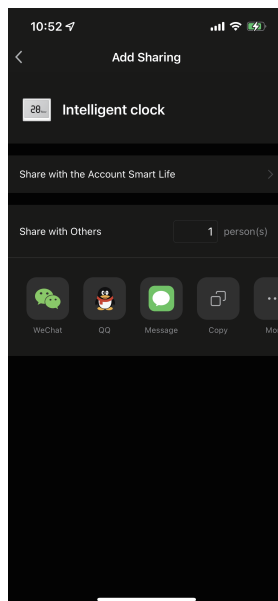 10:52
Add Sharing
28
Intelligent clock
Share with the Account Smart Life
Share with Others
1 person(s)
WeChat
QQ
Message
Copy